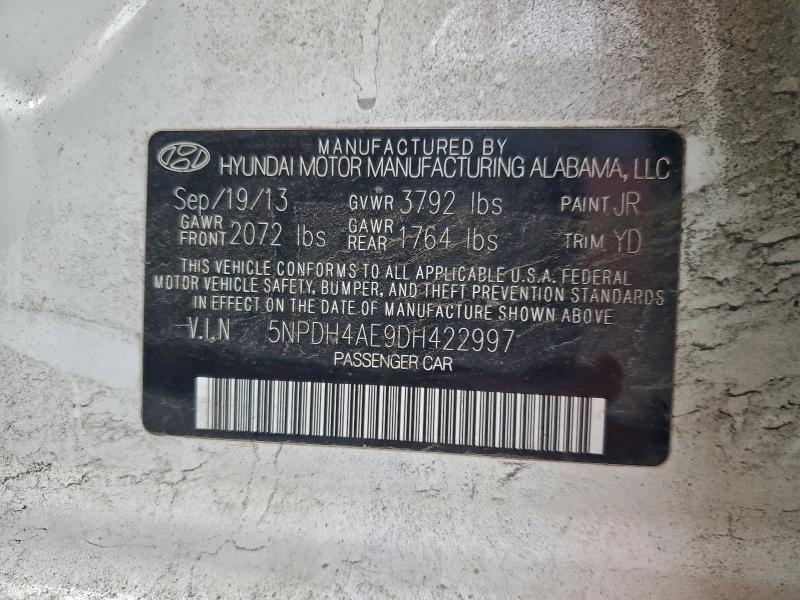 MANUFACTURED BY
HYUNDAI MOTOR MANUFACTURING ALABAMA, LLC
Sep/19/13 GVWR 3792 lbs PAINT JR
GAWR FRONT 2072 lbs GAWR REAR 1764 lbs TRIM YD
THIS VEHICLE CONFORMS TO ALL APPLICABLE U.S.A. FEDERAL
MOTOR VEHICLE SAFETY, BUMPER, AND THEFT PREVENTION STANDARDS
IN EFFECT ON THE DATE OF MANUFACTURE SHOWN ABOVE
V.I.N 5NPDH4AE9DH422997
PASSENGER CAR